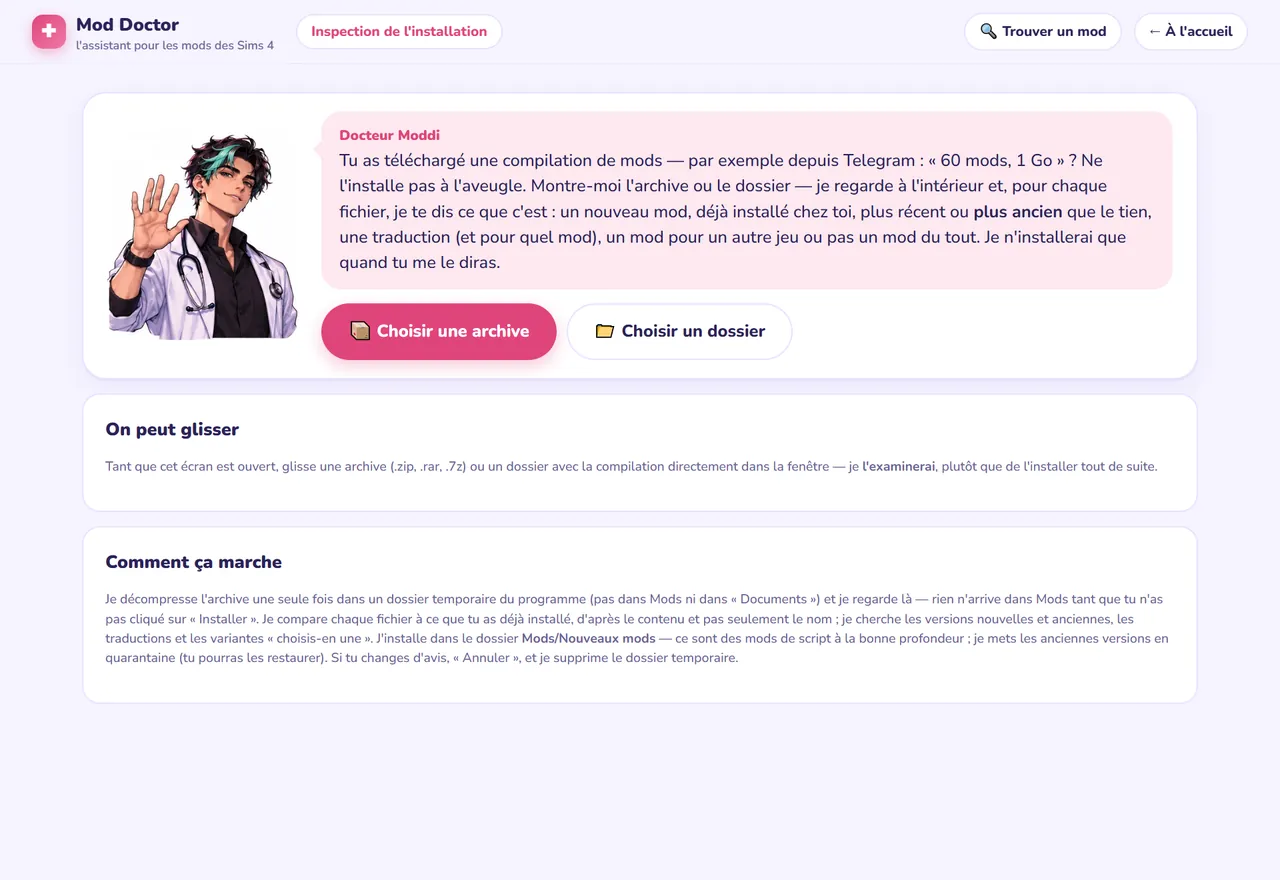 Mod Doctor
l'assistant pour les mods des Sims 4
Inspection de l'installation
Trouver un mod
← À l'accueil
Docteur Moddi
Tu as téléchargé une compilation de mods — par exemple depuis Telegram : « 60 mods, 1 Go » ? Ne
l'installe pas à l'aveugle. Montre-moi l'archive ou le dossier — je regarde à l'intérieur et, pour chaque
fichier, je te dis ce que c'est : un nouveau mod, déjà installé chez toi, plus récent ou plus ancien que le tien,
une traduction (et pour quel mod), un mod pour un autre jeu ou pas un mod du tout. Je n'installerai que
quand tu me le diras.
Choisir une archive
Choisir un dossier
On peut glisser
Tant que cet écran est ouvert, glisse une archive (.zip, .rar, .7z) ou un dossier avec la compilation directement dans la fenêtre — je l'examinerai, plutôt que de l'installer tout de suite.
Comment ça marche
Je décompresse l'archive une seule fois dans un dossier temporaire du programme (pas dans Mods ni dans « Documents ») et je regarde là — rien n'arrive dans Mods tant que tu n'as
pas cliqué sur « Installer ». Je compare chaque fichier à ce que tu as déjà installé, d'après le contenu et pas seulement le nom ; je cherche les versions nouvelles et anciennes, les
traductions et les variantes « choisis-en une ». J'installe dans le dossier Mods/Nouveaux mods — ce sont des mods de script à la bonne profondeur ; je mets les anciennes versions en
quarantaine (tu pourras les restaurer). Si tu changes d'avis, « Annuler », et je supprime le dossier temporaire.